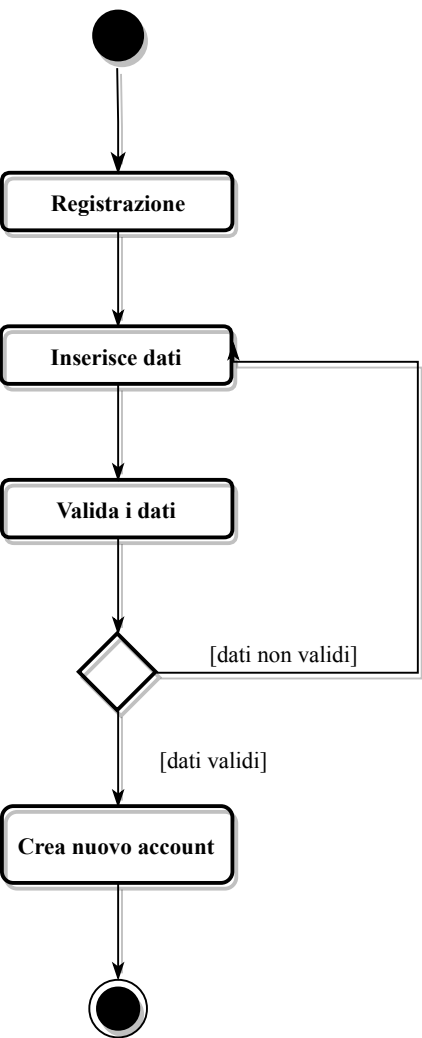 Registrazione
Inserisce dati
Valida i dati
[dati non validi]
[dati validi]
Crea nuovo account